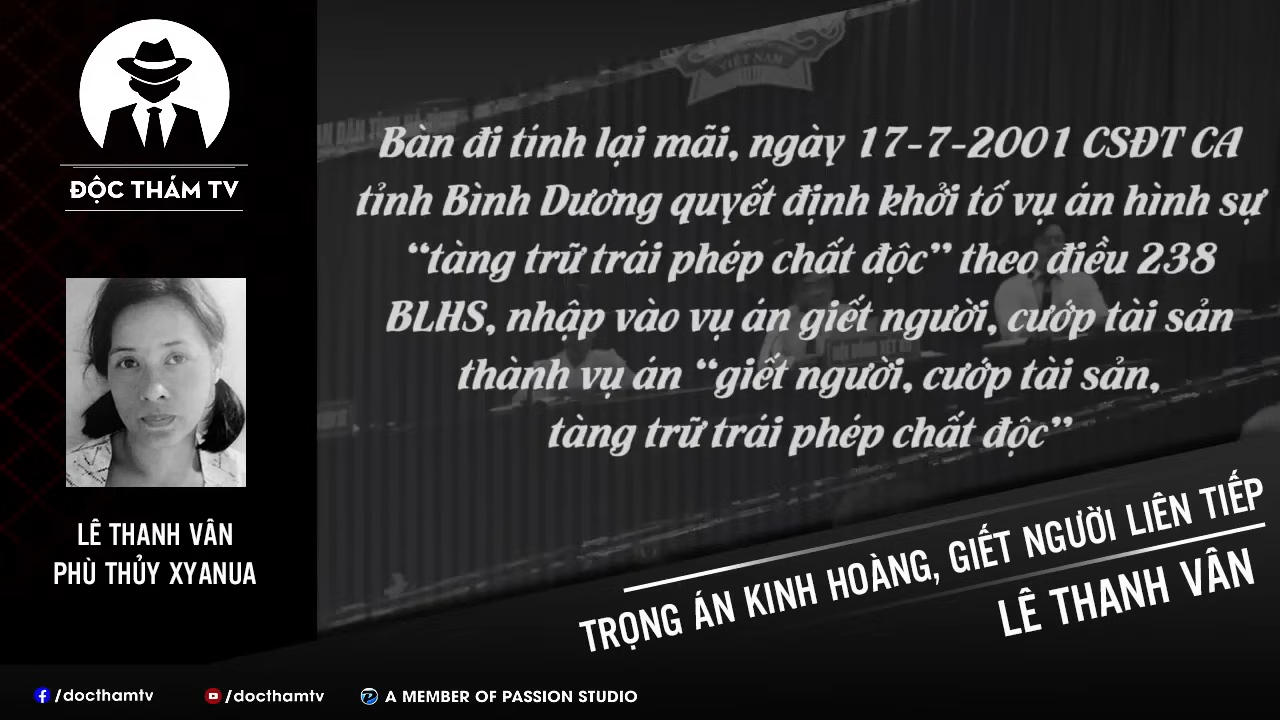 VIỆT NAM
ĐỘC THÁM TV
Bàn đi tính lại mãi, ngày 17-7-2001 CSĐT CA
tỉnh Bình Dương quyết định khởi tố vụ án hình sự
“tàng trữ trái phép chất độc” theo điều 238
BLHS, nhập vào vụ án giết người, cướp tài sản
thành vụ án “giết người, cướp tài sản,
tàng trữ trái phép chất độc”
LÊ THANH VÂN
PHÙ THỦY XYANUA
TRỌNG ÁN KINH HOÀNG, GIẾT NGƯỜI LIÊN TIẾP
LÊ THANH VÂN
/docthamtv
/docthamtv
A MEMBER OF PASSION STUDIO